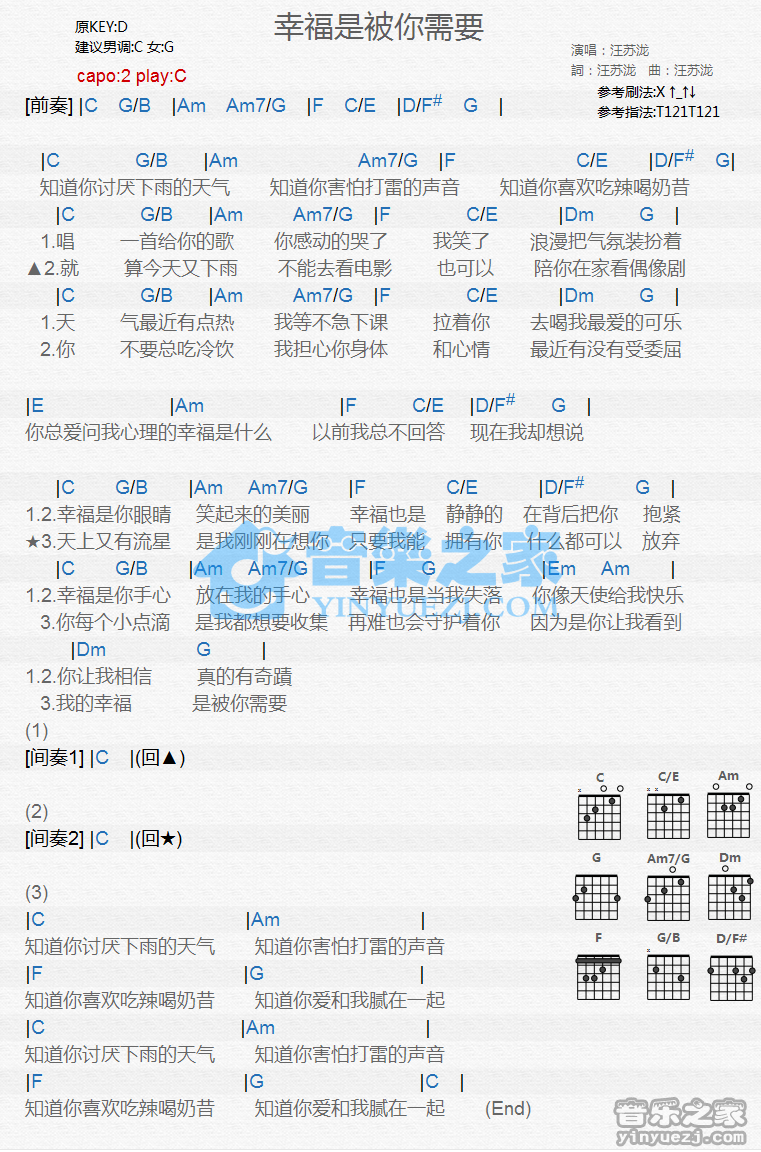 幸福是被你需要
原KEY:D
建议男调:C 女:G
capo:2 play:C
演唱：汪苏泷
詞：汪苏泷 曲：汪苏泷
参考刷法:X ↑_↑↓
参考指法:T121T121
[前奏] |C G/B |Am Am7/G |F C/E |D/F# G |
|C G/B |Am Am7/G |F C/E |D/F# G|
知道你讨厌下雨的天气 知道你害怕打雷的声音 知道你喜欢吃辣喝奶昔
|C G/B |Am Am7/G |F C/E |Dm G |
1.唱 一首给你的歌 你感动的哭了 我笑了 浪漫把气氛装扮着
▲2.就 算今天又下雨 不能去看电影 也可以 陪你在家看偶像剧
|C G/B |Am Am7/G |F C/E |Dm G |
1.天 气最近有点热 我等不急下课 拉着你 去喝我最爱的可乐
2.你 不要总吃冷饮 我担心你身体 和心情 最近有没有受委屈
|E |Am |F C/E |D/F# G |
你总爱问我心理的幸福是什么 以前我总不回答 现在我却想说
|C G/B |Am Am7/G |F C/E |D/F# G |
1.2.幸福是你眼睛 笑起来的美丽 幸福也是 静静的 在背后把你 抱紧
★3.天上又有流星 是我刚刚在想你 只要我能 拥有你 什么都可以 放弃
|C G/B |Am Am7/G |F G |Em Am |
1.2.幸福是你手心 放在我的手心 幸福也是当我失落 你像天使给我快乐
3.你每个小点滴 是我都想要收集 再难也会守护着你 因为是你让我看到
|Dm G |
1.2.你让我相信 真的有奇蹟
3.我的幸福 是被你需要
音樂之家
YINYUEZJ.COM
(1)
[间奏1] |C |(回▲)
(2)
[间奏2] |C |(回★)
(3)
|C |Am |
知道你讨厌下雨的天气 知道你害怕打雷的声音
|F |G |
知道你喜欢吃辣喝奶昔 知道你爱和我腻在一起
|C |Am |
知道你讨厌下雨的天气 知道你害怕打雷的声音
|F |G |C |
知道你喜欢吃辣喝奶昔 知道你爱和我腻在一起 (End)
C C/E Am
G Am7/G Dm
F G/B D/F#
音乐之家
yinyuezj.com